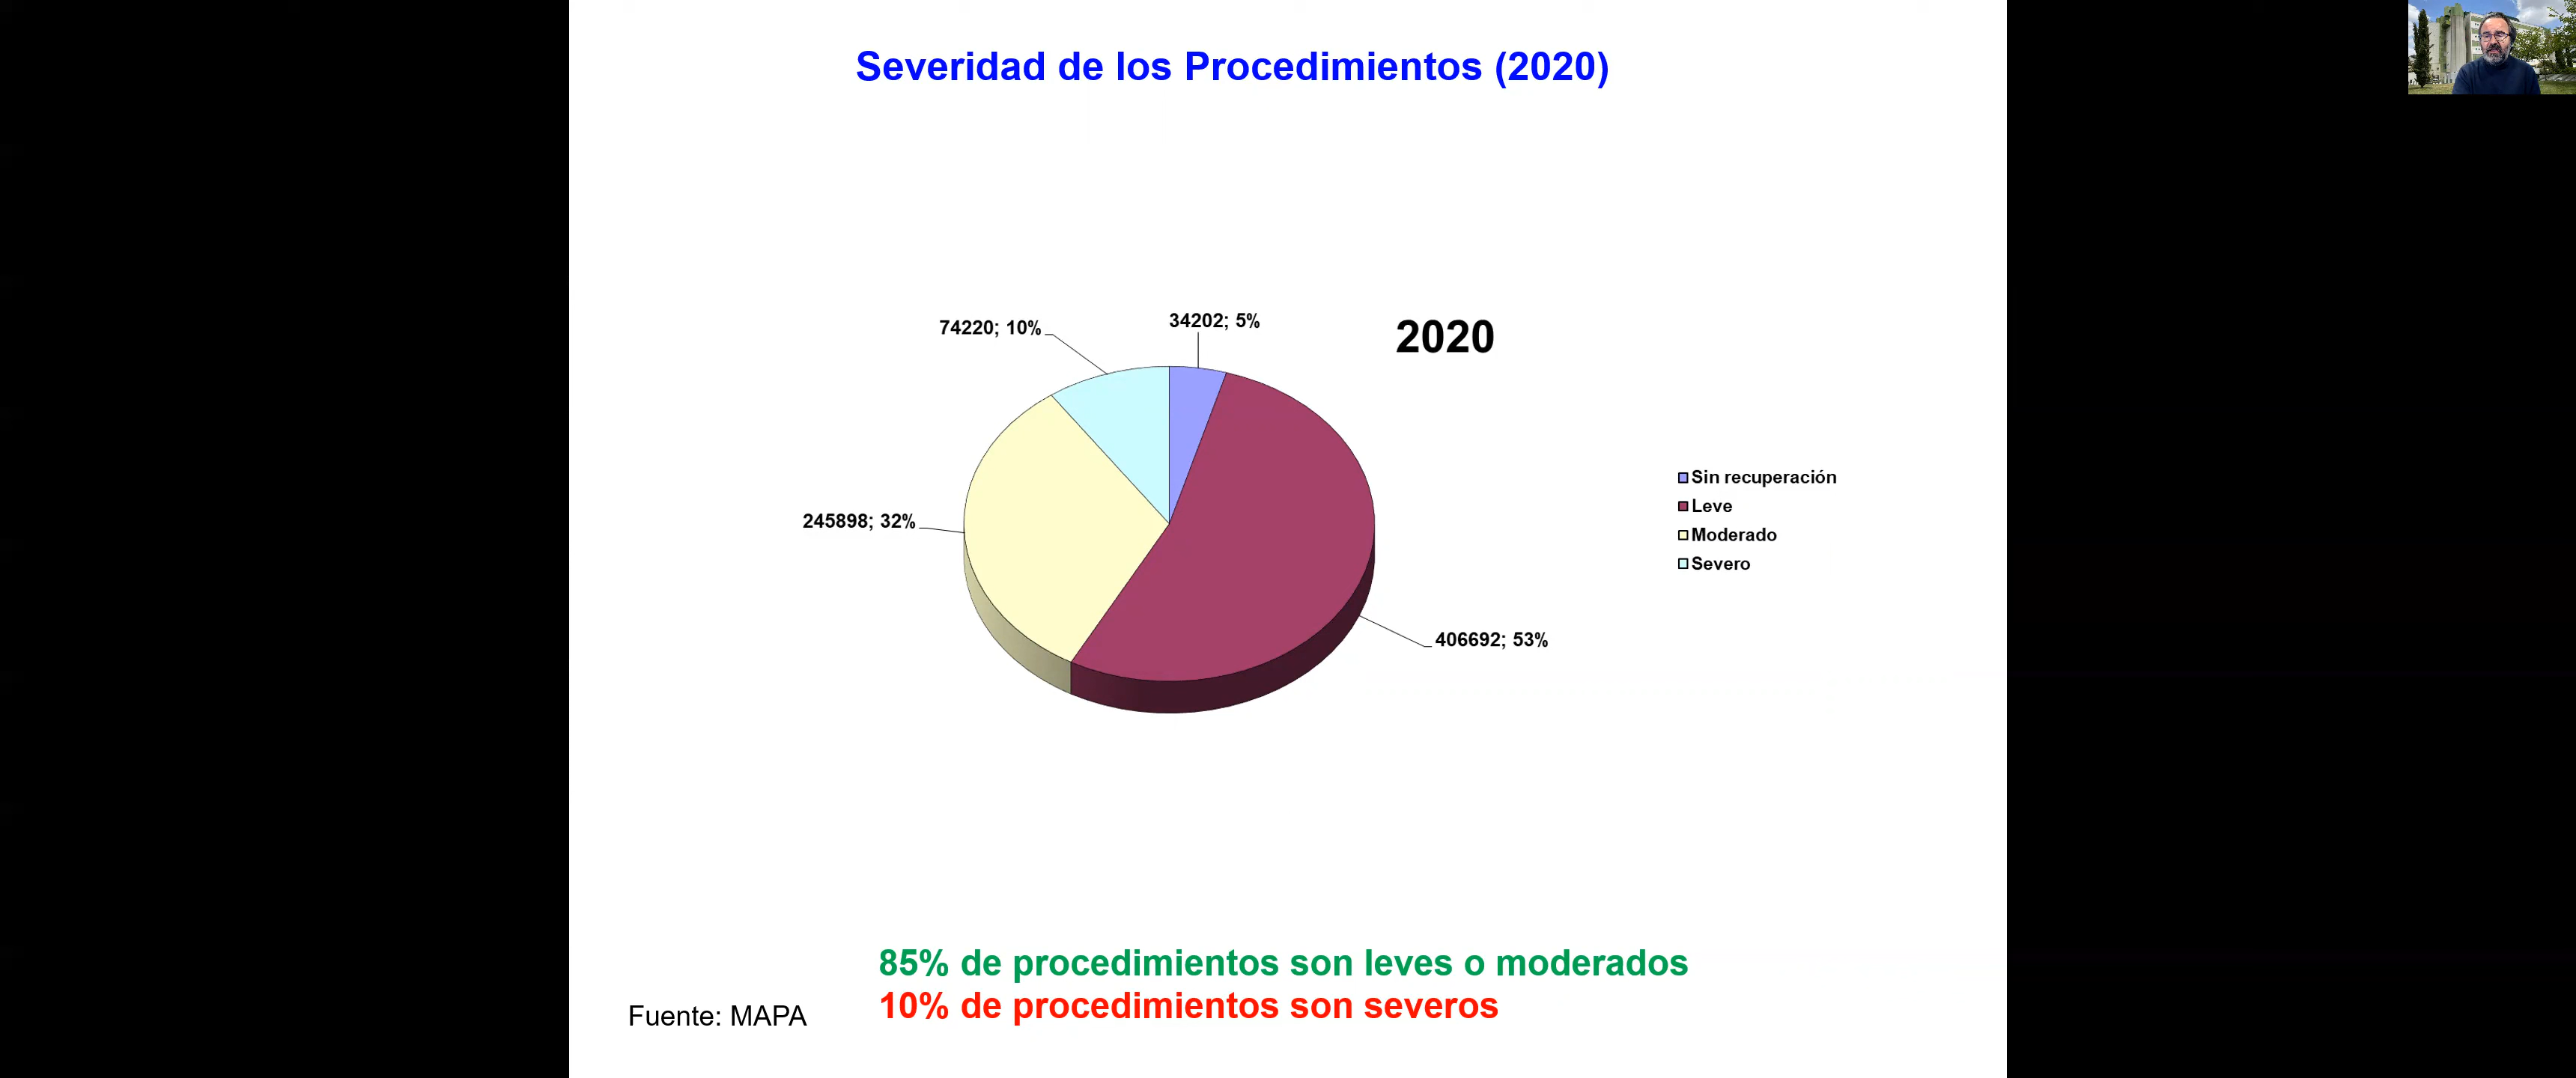 Severidad de los Procedimientos (2020)
74220; 10%
34202; 5%
2020
245898; 32%
406692; 53%
Sin recuperación
Leve
Moderado
Severo
85% de procedimientos son leves o moderados
10% de procedimientos son severos
Fuente: MAPA